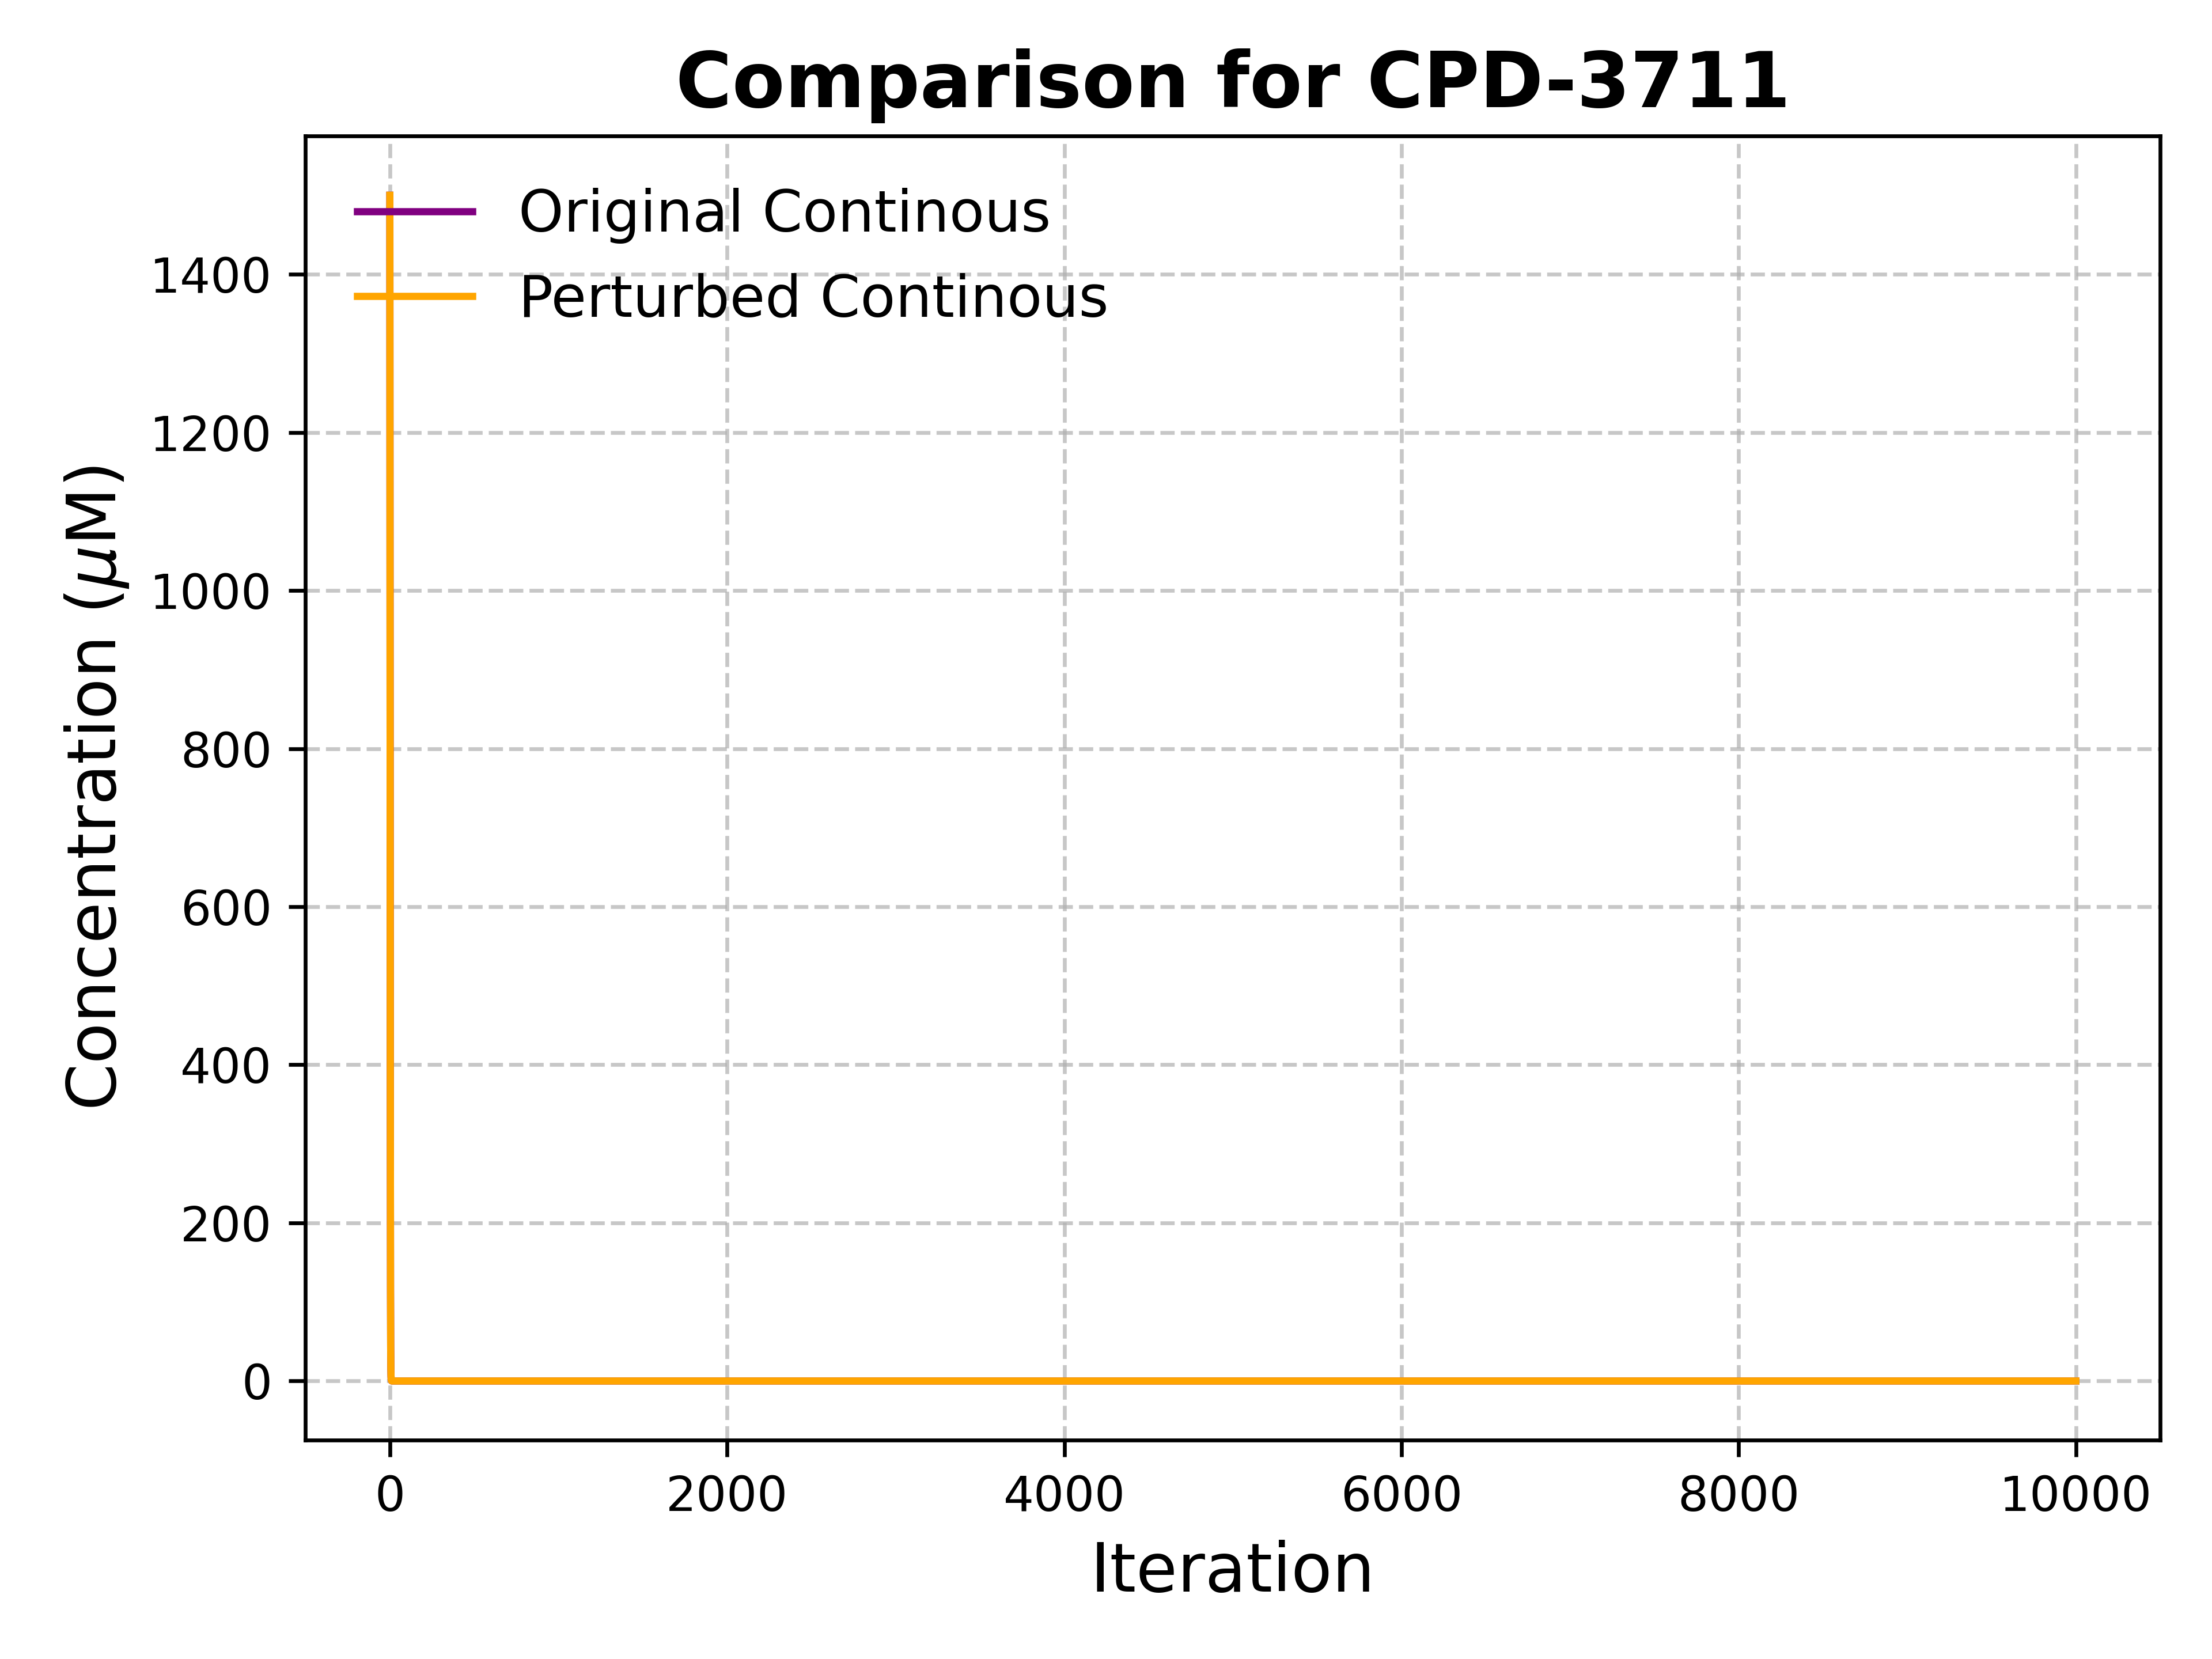 Comparison for CPD-3711
Original Continous
Perturbed Continous
Concentration (μM)
1400
1200
1000
800
600
400
200
0
0 2000 4000 6000 8000 10000
Iteration